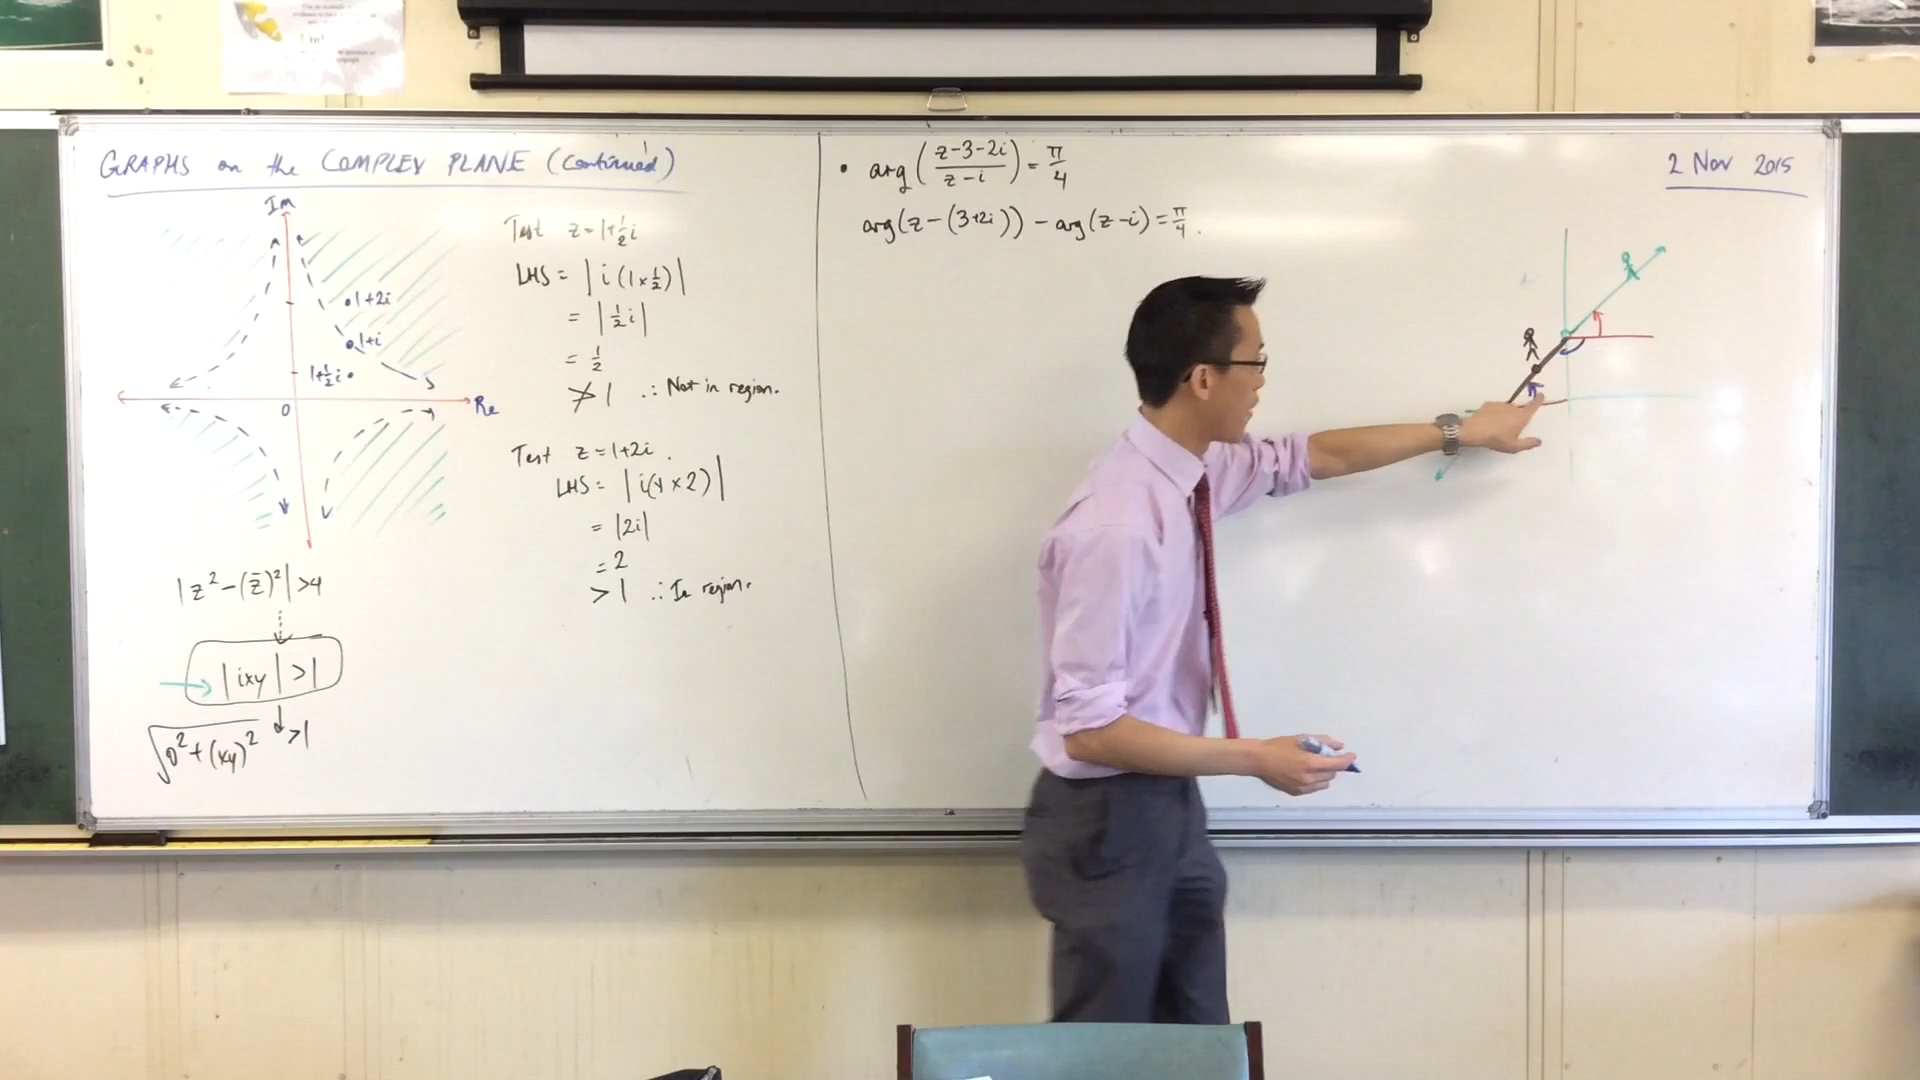 GRAPHS on the COMPLEX PLANE (Continued)
Im
1+2i
1+i
1+½i
0
Re
|z²-(z̄)²|>4
|ixy|>1
√0²+(xy)² >1
Test z=1+½i
LHS = |i(1×½)|
= |½i|
= ½
≯1 ∴ Not in region.
Test z=1+2i.
LHS = |i(1×2)|
= |2i|
= 2
>1 ∴ In region.
• arg((z-3-2i)/(z-i)) = π/4
arg(z-(3+2i)) - arg(z-i) = π/4.
2 Nov 2015